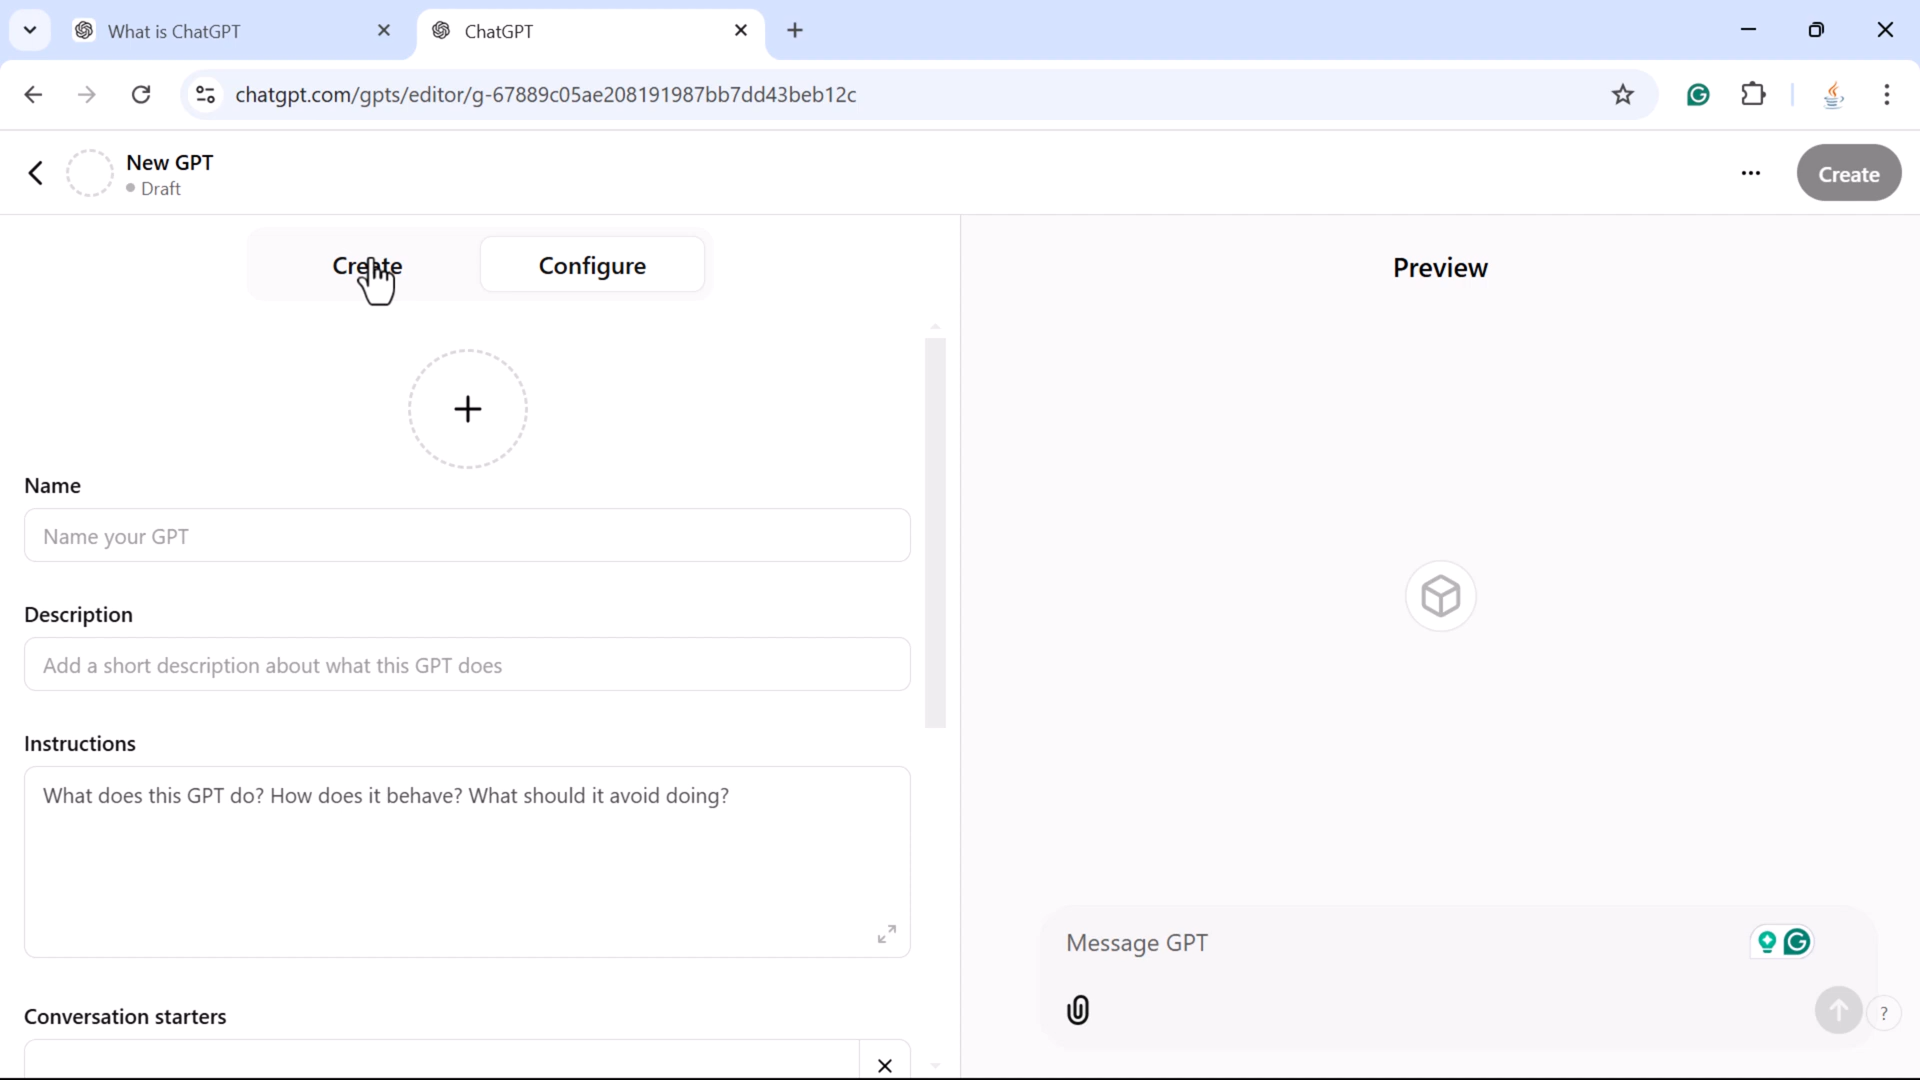 What is ChatGPT
ChatGPT
chatgpt.com/gpts/editor/g-67889c05ae208191987bb7dd43beb12c
New GPT
Draft
Create
Create
Configure
Preview
Name
Name your GPT
Description
Add a short description about what this GPT does
Instructions
What does this GPT do? How does it behave? What should it avoid doing?
Conversation starters
Message GPT
?